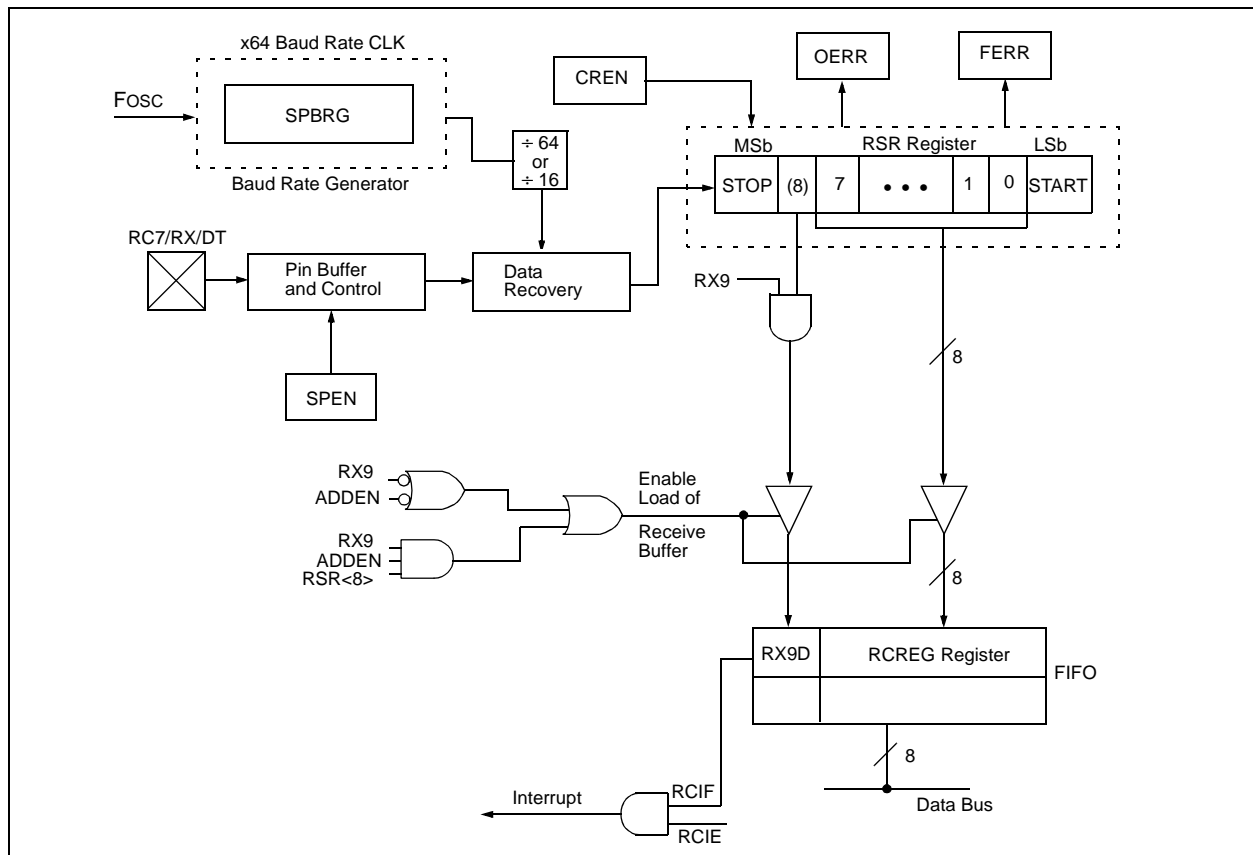 x64 Baud Rate CLK
FOSC
SPBRG
Baud Rate Generator
CREN
OERR
FERR
÷ 64
or
÷ 16
MSb
RSR Register
LSb
STOP
(8)
7
• • •
1
0
START
RC7/RX/DT
Pin Buffer
and Control
Data
Recovery
RX9
8
SPEN
RX9
ADDEN
RX9
ADDEN
RSR<8>
Enable
Load of
Receive
Buffer
8
RX9D
RCREG Register
FIFO
8
Interrupt
RCIF
RCIE
Data Bus